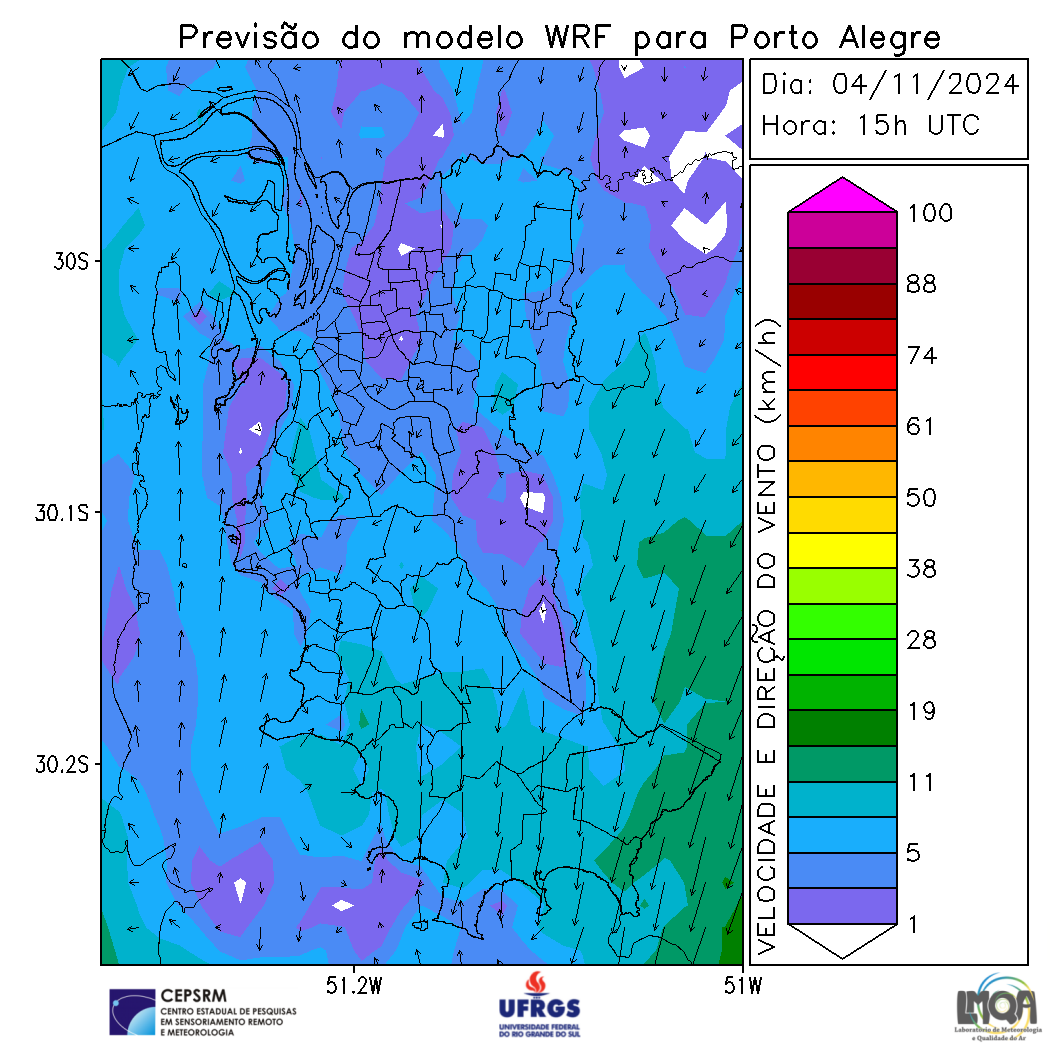 Previsão do modelo WRF para Porto Alegre
Dia: 04/11/2024
Hora: 15h UTC
30S
30.1S
30.2S
51.2W
51W
VELOCIDADE E DIREÇÃO DO VENTO (km/h)
100
88
74
61
50
38
28
19
11
5
1
CEPSRM
CENTRO ESTADUAL DE PESQUISAS
EM SENSORIAMENTO REMOTO
E METEOROLOGIA
UFRGS
UNIVERSIDADE FEDERAL
DO RIO GRANDE DO SUL
LMQA
Laboratório de Meteorologia
e Qualidade do Ar